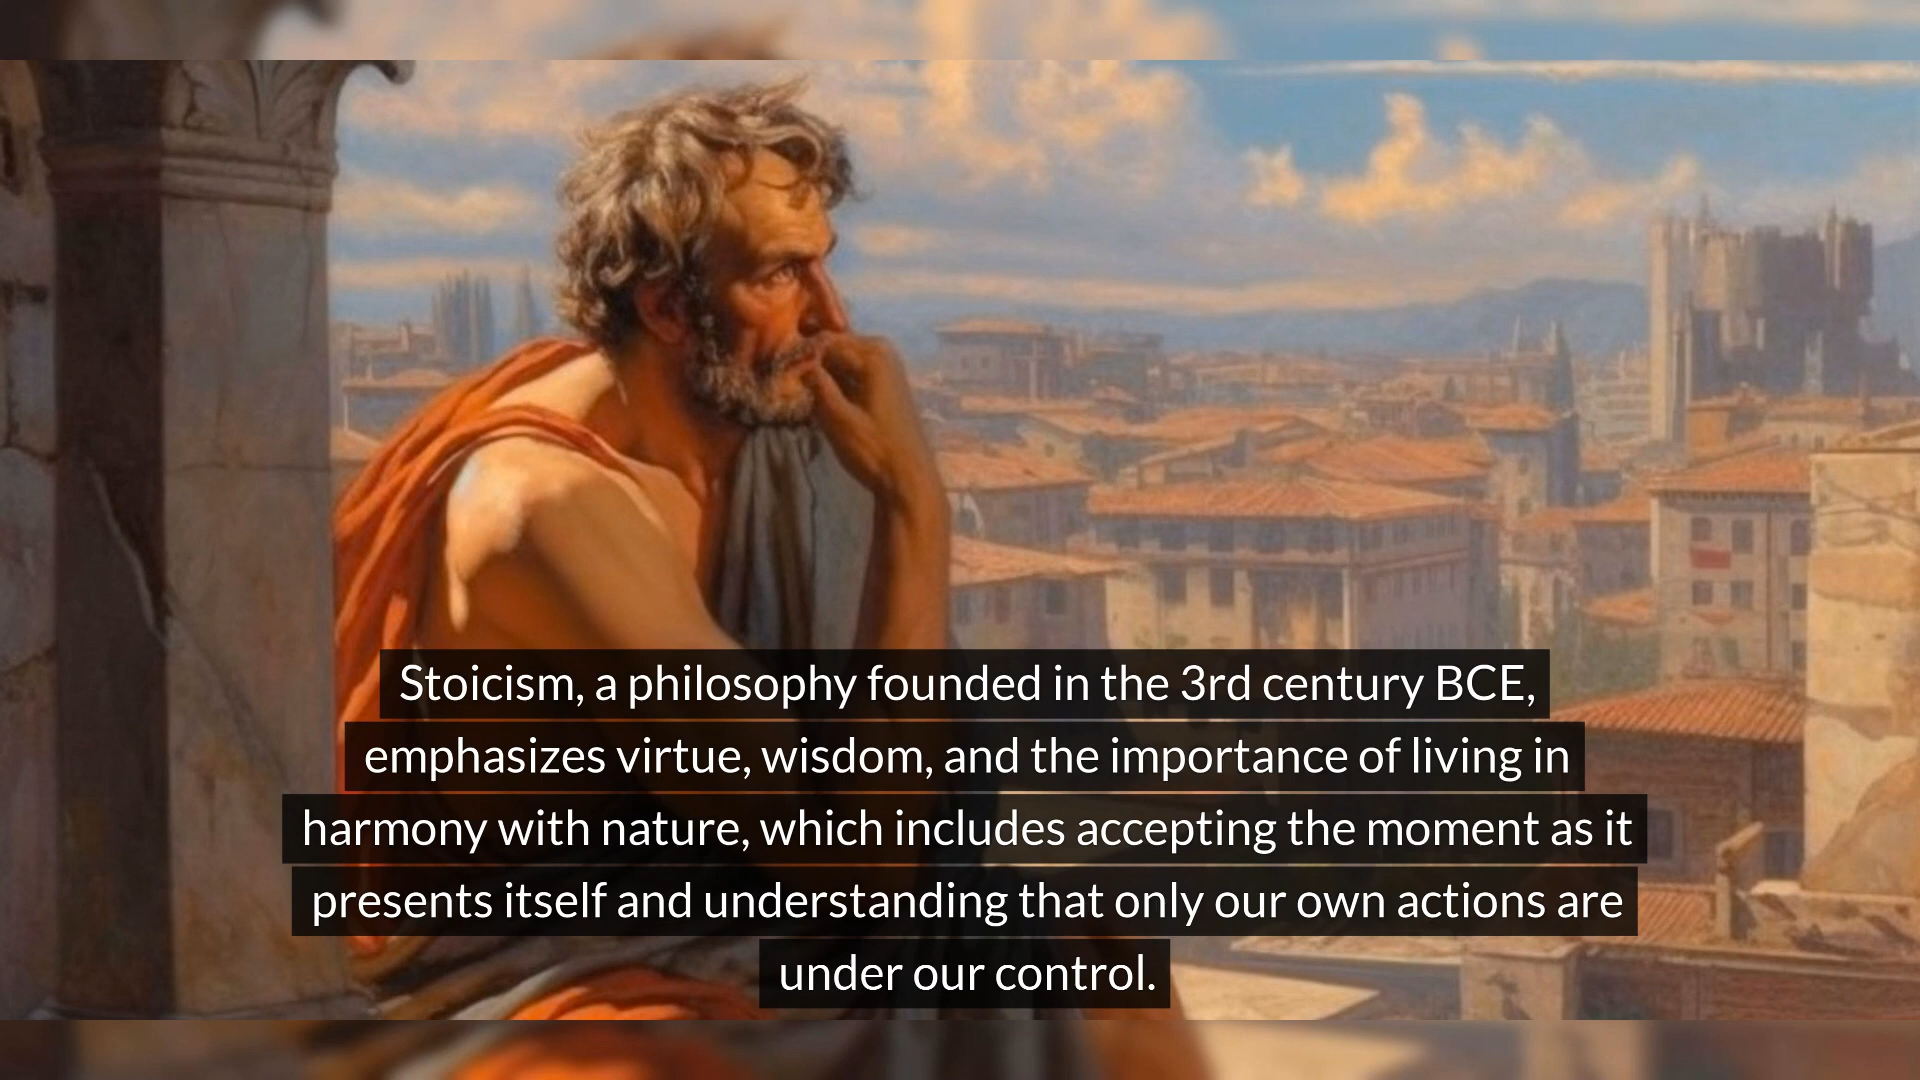 Stoicism, a philosophy founded in the 3rd century BCE,
emphasizes virtue, wisdom, and the importance of living in
harmony with nature, which includes accepting the moment as it
presents itself and understanding that only our own actions are
under our control.